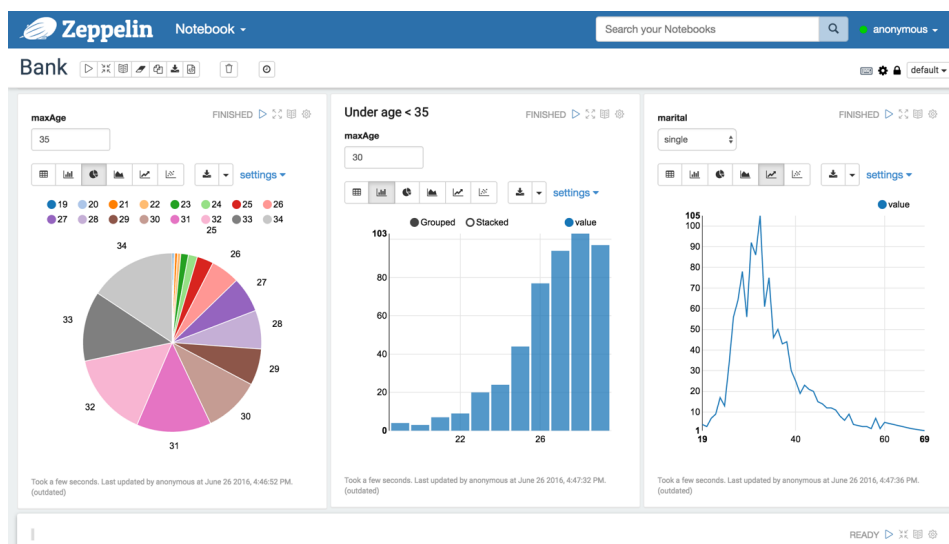 Zeppelin Notebook Search your Notebooks anonymous
Bank default
maxAge
FINISHED
35
settings
19 20 21 22 23 24 25 26
27 28 29 30 31 32 33 34
25
34
26
27
33
28
29
32
30
31
Took a few seconds. Last updated by anonymous at June 26 2016, 4:46:52 PM.
(outdated)
Under age < 35
FINISHED
maxAge
30
settings
Grouped Stacked value
103
80
60
40
20
0
22 26
Took a few seconds. Last updated by anonymous at June 26 2016, 4:47:32 PM.
(outdated)
marital
FINISHED
single
settings
value
105
100
90
80
70
60
50
40
30
20
10
1
19 40 60 69
Took a few seconds. Last updated by anonymous at June 26 2016, 4:47:36 PM.
(outdated)
READY